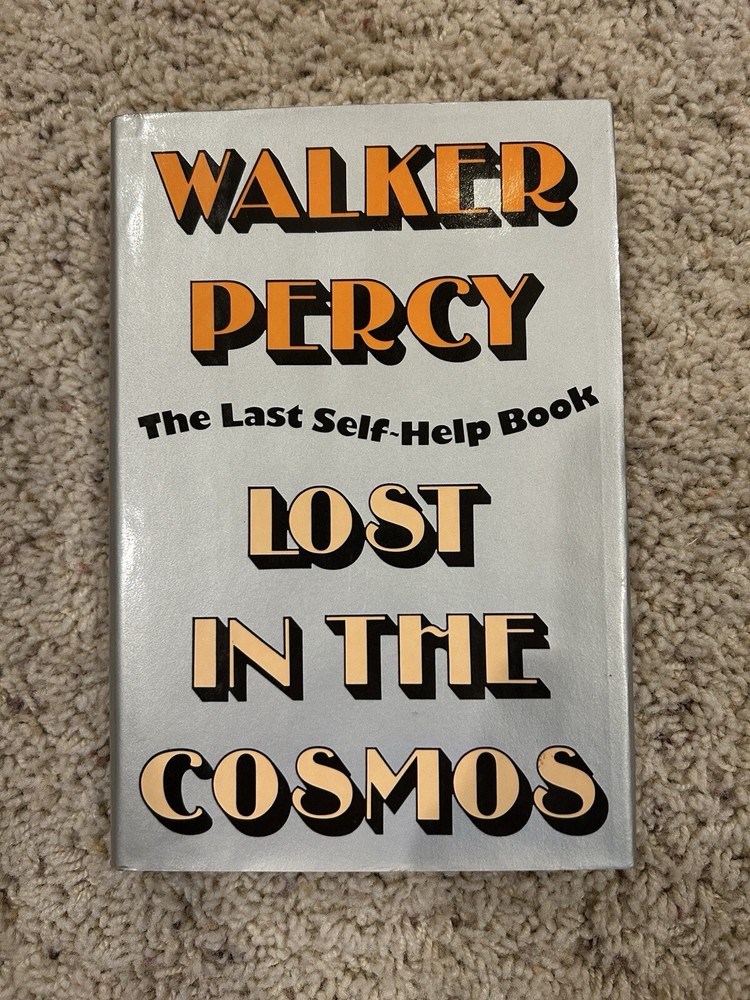 WALKER
PERCY
The Last Self-Help Book
LOST
IN THE
COSMOS